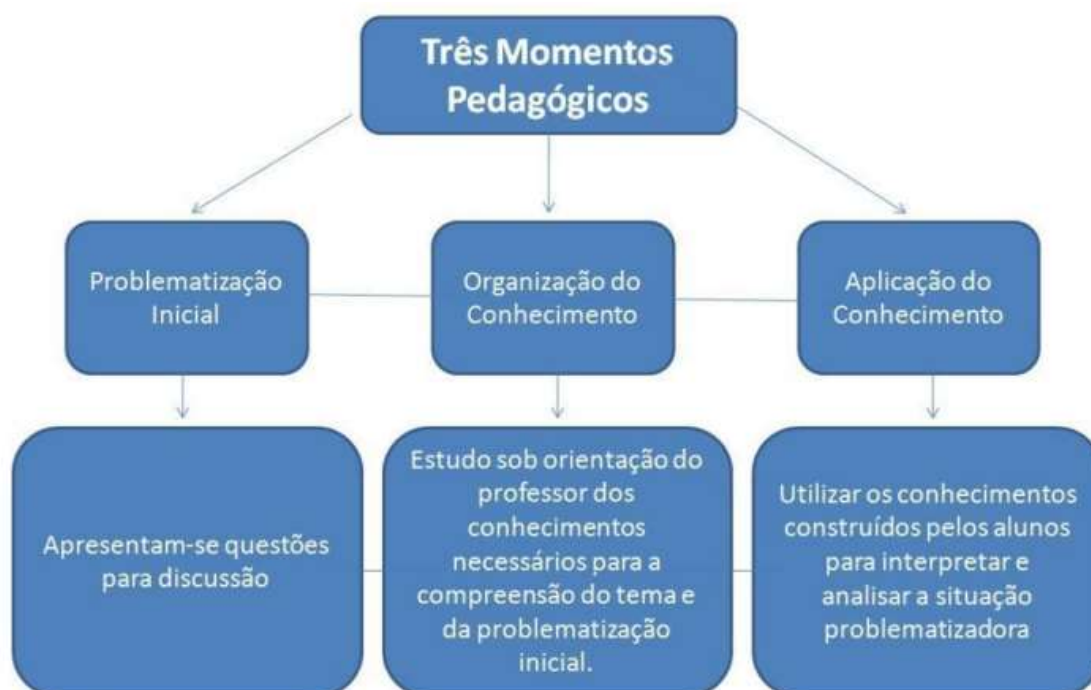 Três Momentos
Pedagógicos
Problematização
Inicial
Organização do
Conhecimento
Aplicação do
Conhecimento
Apresentam-se questões
para discussão
Estudo sob orientação do
professor dos
conhecimentos
necessários para a
compreensão do tema e
da problematização
inicial.
Utilizar os conhecimentos
construídos pelos alunos
para interpretar e
analisar a situação
problematizadora